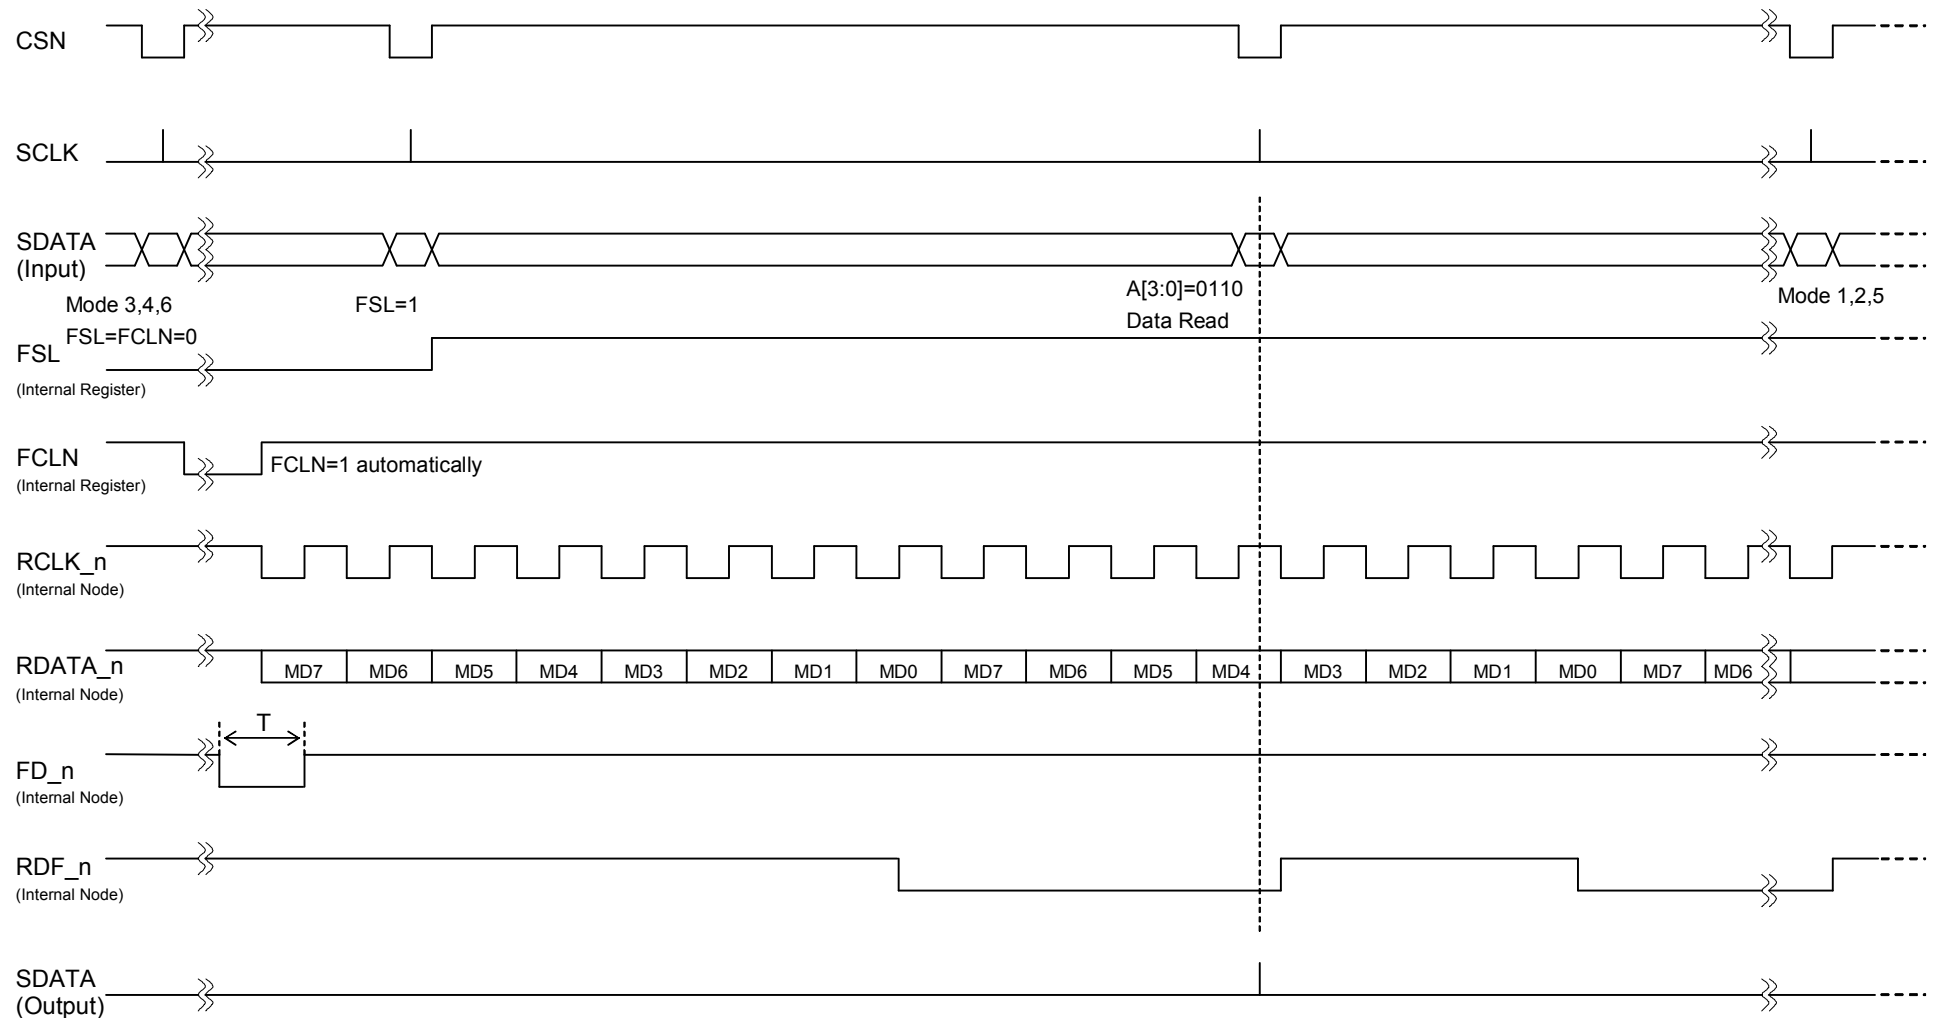 CSN
SCLK
SDATA
(Input)
Mode 3,4,6
FSL=FCLN=0
FSL=1
A[3:0]=0110
Data Read
Mode 1,2,5
FSL
(Internal Register)
FCLN
(Internal Register)
FCLN=1 automatically
RCLK_n
(Internal Node)
RDATA_n
(Internal Node)
MD7 MD6 MD5 MD4 MD3 MD2 MD1 MD0 MD7 MD6 MD5 MD4 MD3 MD2 MD1 MD0 MD7 MD6
T
FD_n
(Internal Node)
RDF_n
(Internal Node)
SDATA
(Output)